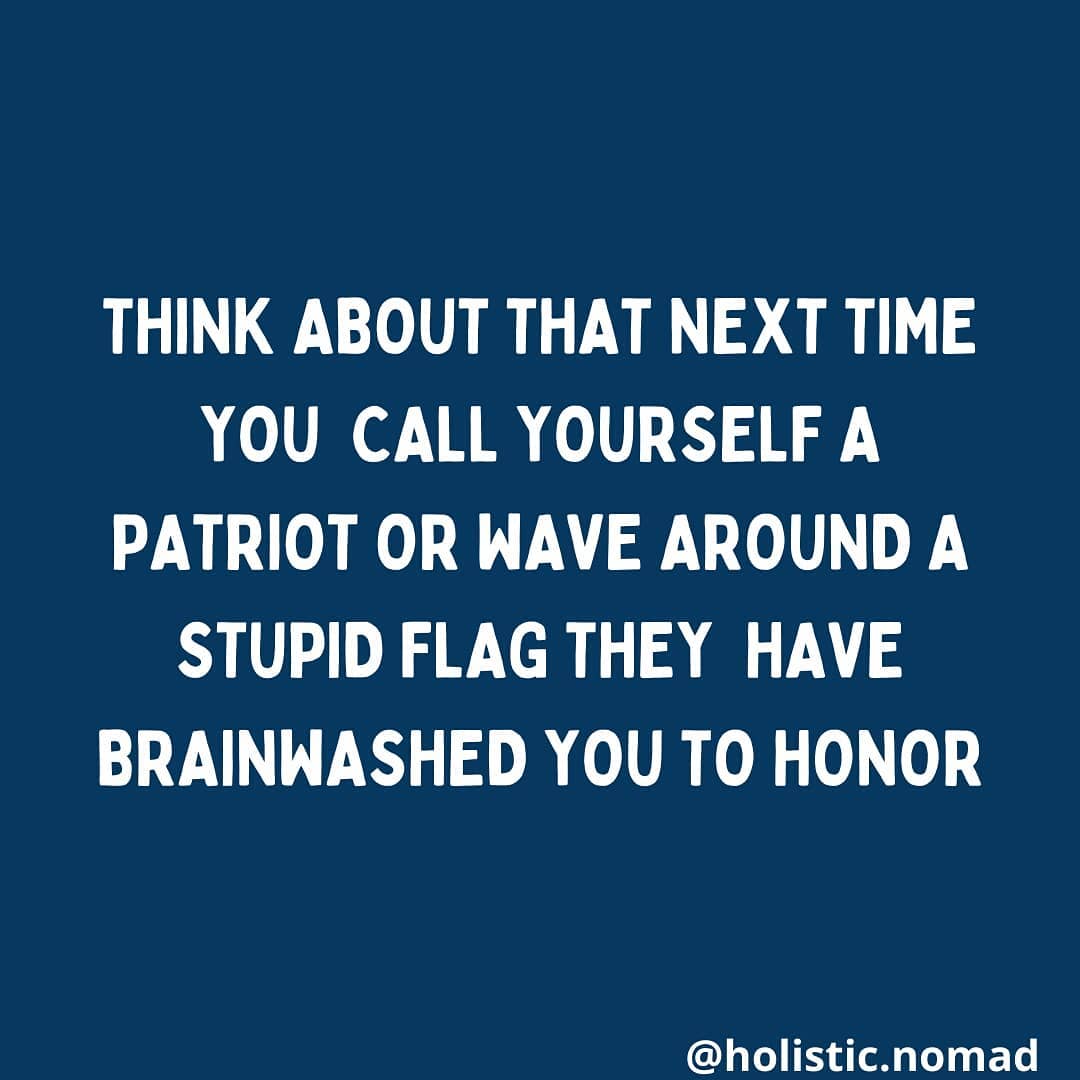 THINK ABOUT THAT NEXT TIME
YOU CALL YOURSELF A
PATRIOT OR WAVE AROUND A
STUPID FLAG THEY HAVE
BRAINWASHED YOU TO HONOR
@holistic.nomad